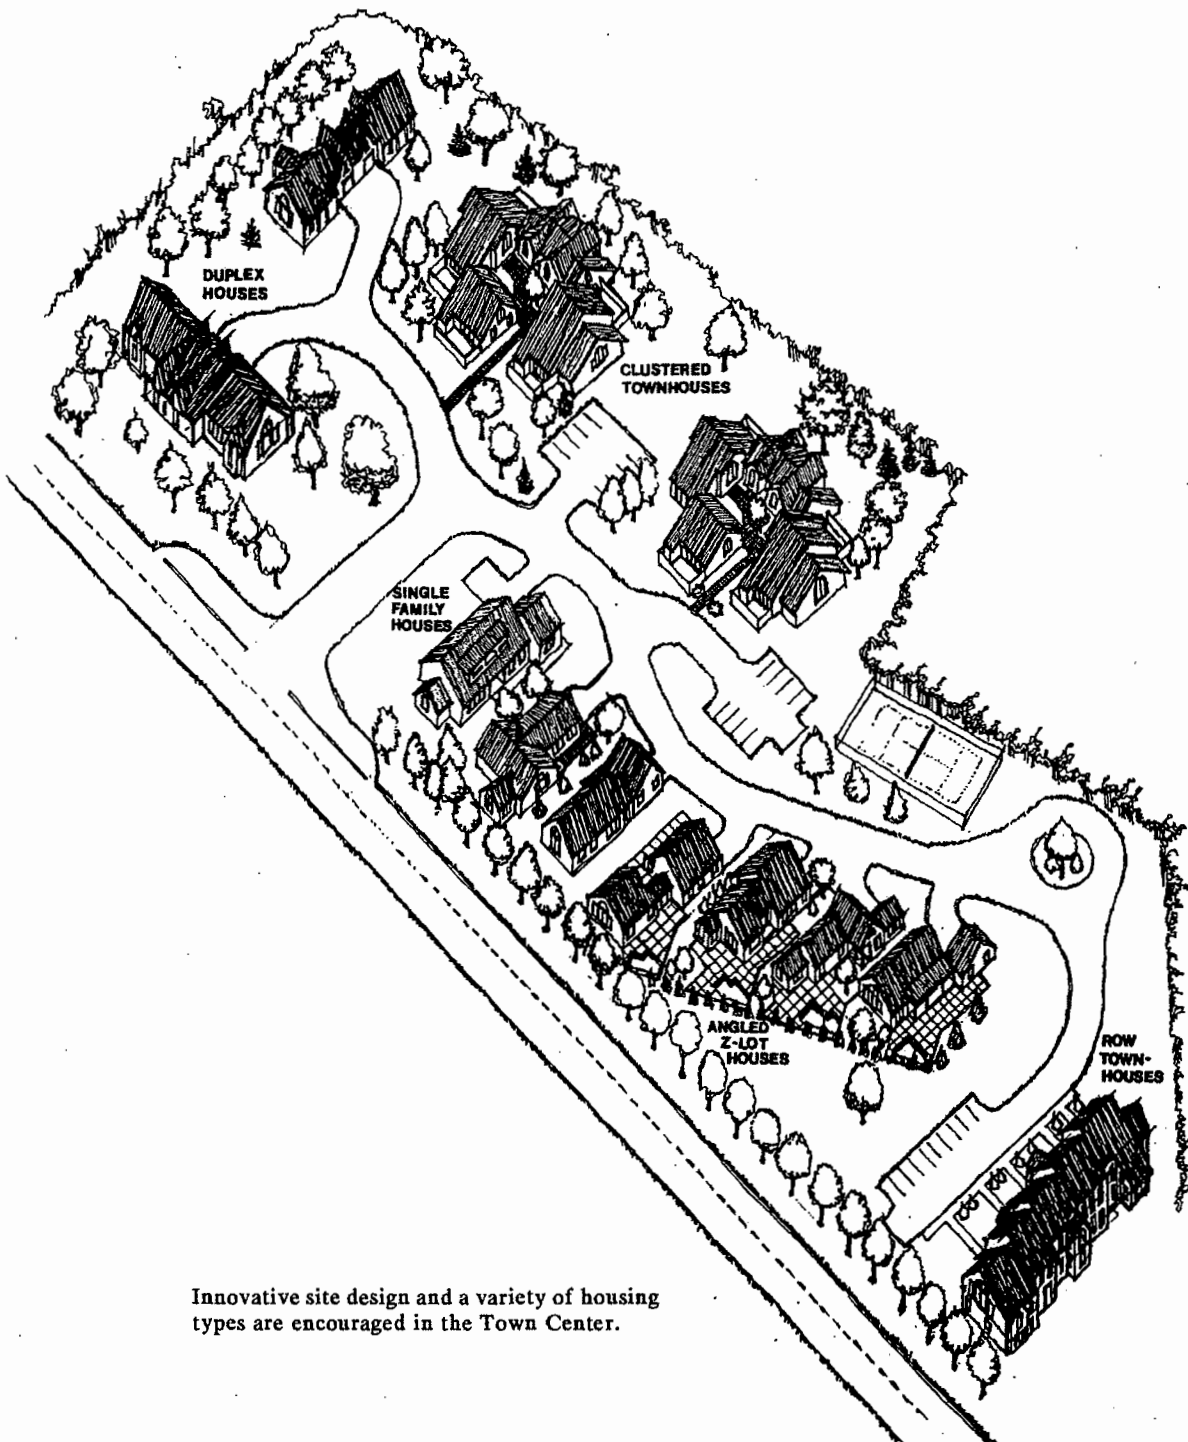 DUPLEX
HOUSES
CLUSTERED
TOWNHOUSES
SINGLE
FAMILY
HOUSES
ANGLED
Z-LOT
HOUSES
ROW
TOWN-
HOUSES
Innovative site design and a variety of housing
types are encouraged in the Town Center.